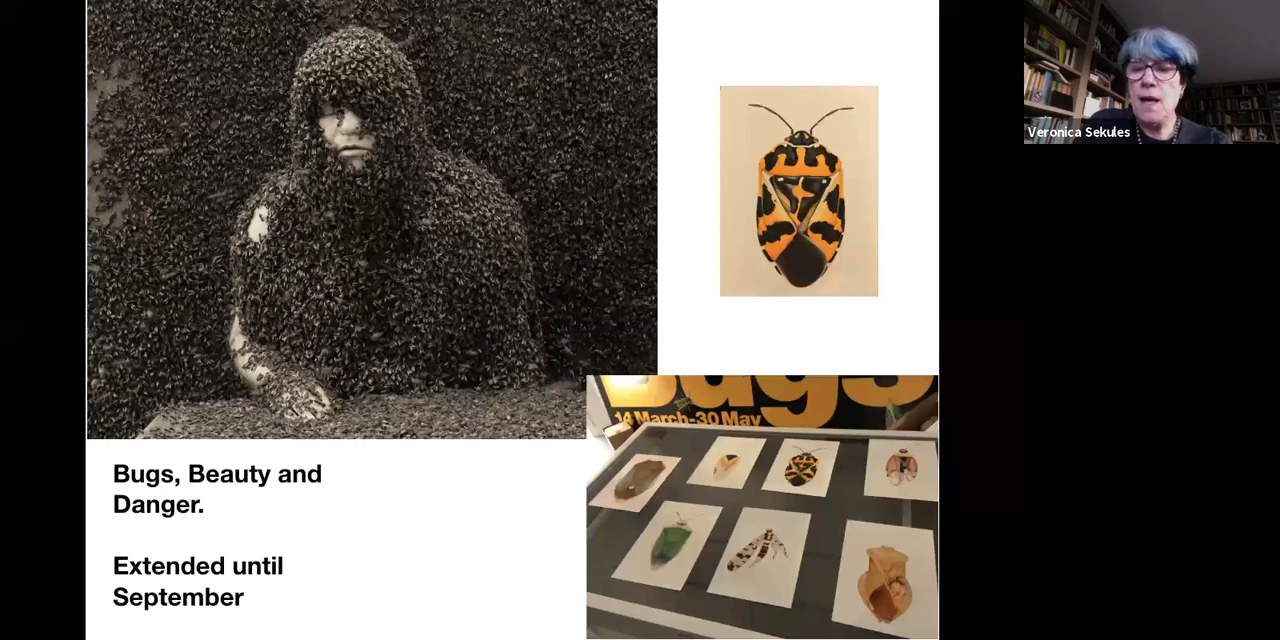 Veronica Sekules
Bugs
14 March-30 May
Bugs, Beauty and
Danger.
Extended until
September